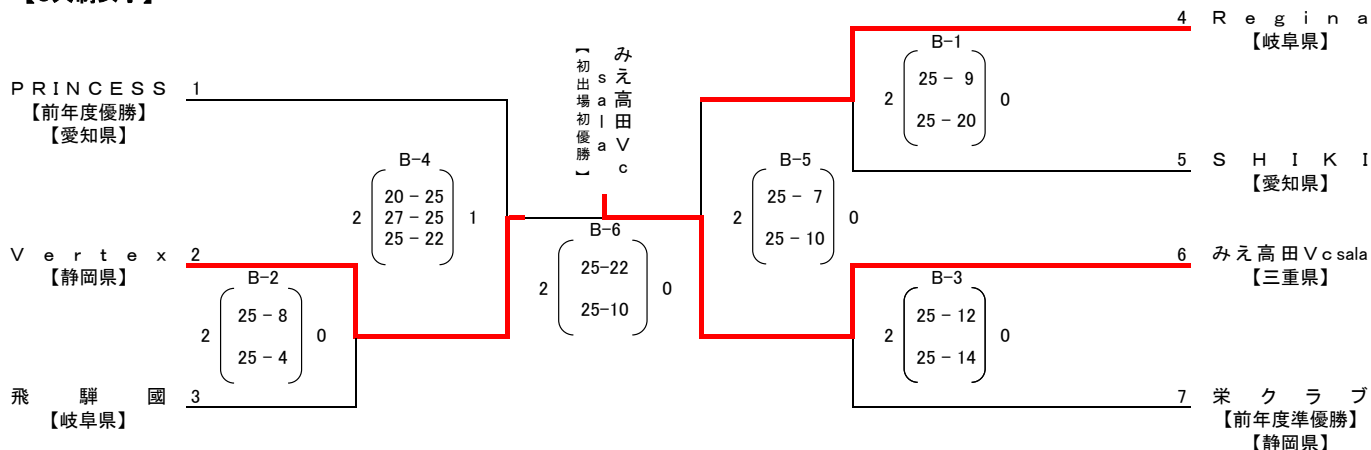 PRINCESS 1
【前年度優勝】
【愛知県】
Vertex 2
【静岡県】
飛騨國 3
【岐阜県】
B-2
2 25-8 0
25-4
B-4
20-25
2 27-25 1
25-22
みえ高田Vc
sala
【初出場初優勝】
B-6
25-22
2 0
25-10
B-5
25-7
2 0
25-10
B-1
25-9
2 0
25-20
B-3
25-12
2 0
25-14
4 Regina
【岐阜県】
5 SHIKI
【愛知県】
6 みえ高田Vc sala
【三重県】
7 栄クラブ
【前年度準優勝】
【静岡県】